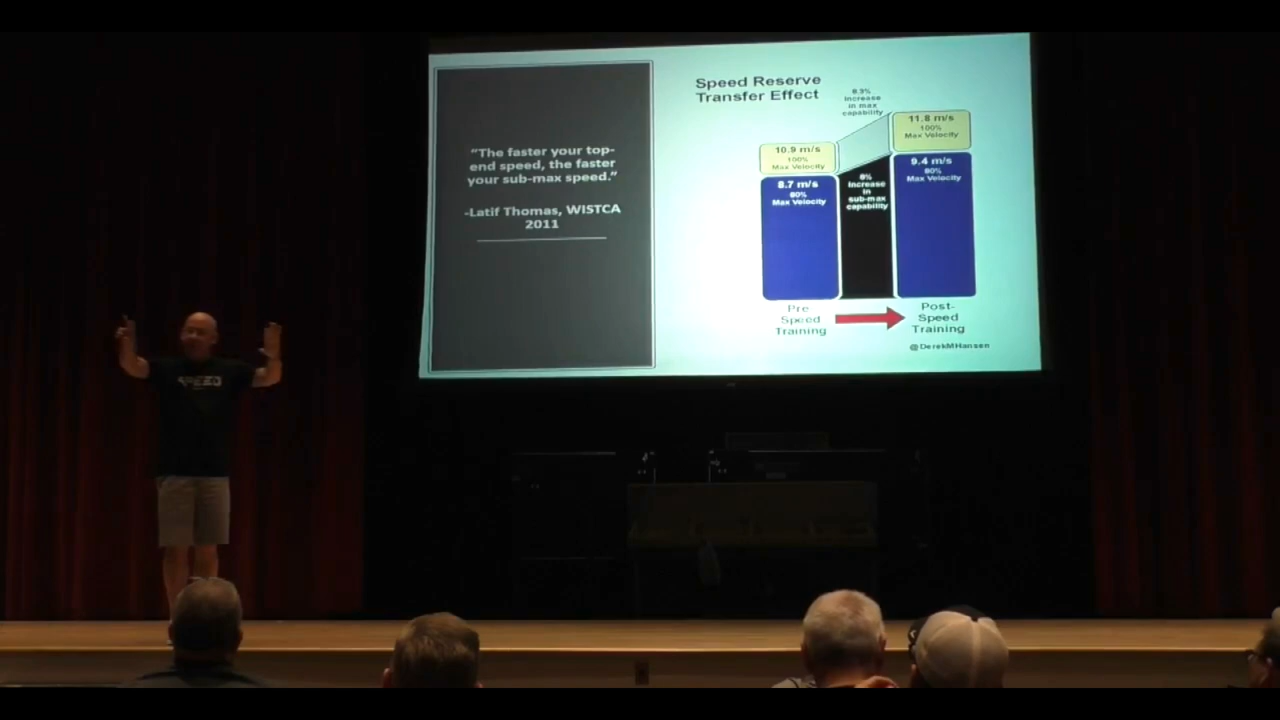 "The faster your top-
end speed, the faster
your sub-max speed."
-Latif Thomas, WISTCA
2011
Speed Reserve
Transfer Effect
8.3%
Increase
in max
capability
10.9 m/s
100%
Max Velocity
8.7 m/s
80%
Max Velocity
8%
Increase
in
sub-max
capability
11.8 m/s
100%
Max Velocity
9.4 m/s
80%
Max Velocity
Pre-
Speed
Training
Post-
Speed
Training
@DerekMHansen
SPEED